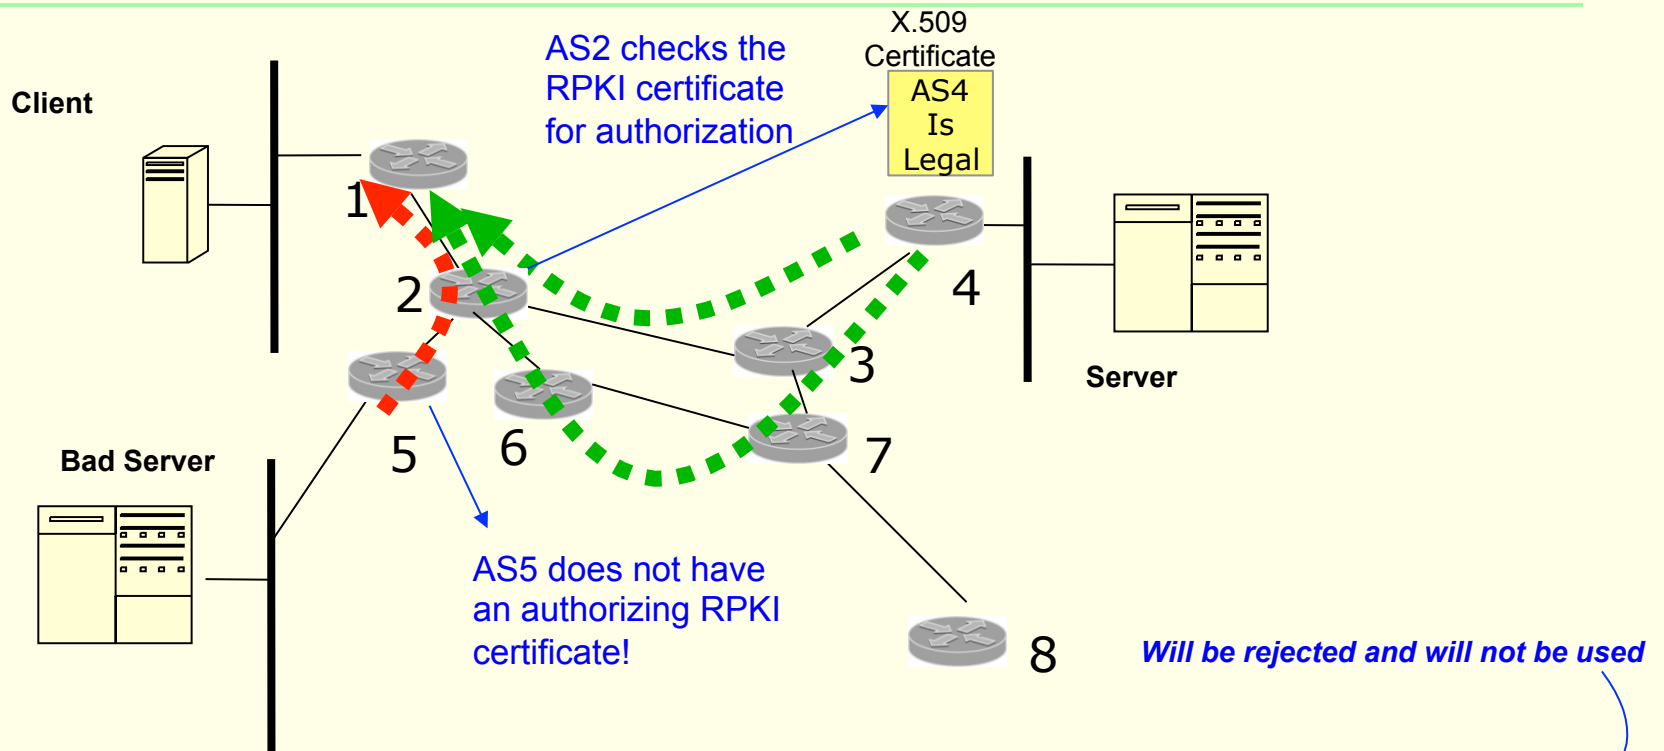 X.509
Certificate
AS4
Is
Legal
AS2 checks the
RPKI certificate
for authorization
Client
1
2
4
3
Server
5
6
7
Bad Server
AS5 does not have
an authorizing RPKI
certificate!
8
Will be rejected and will not be used